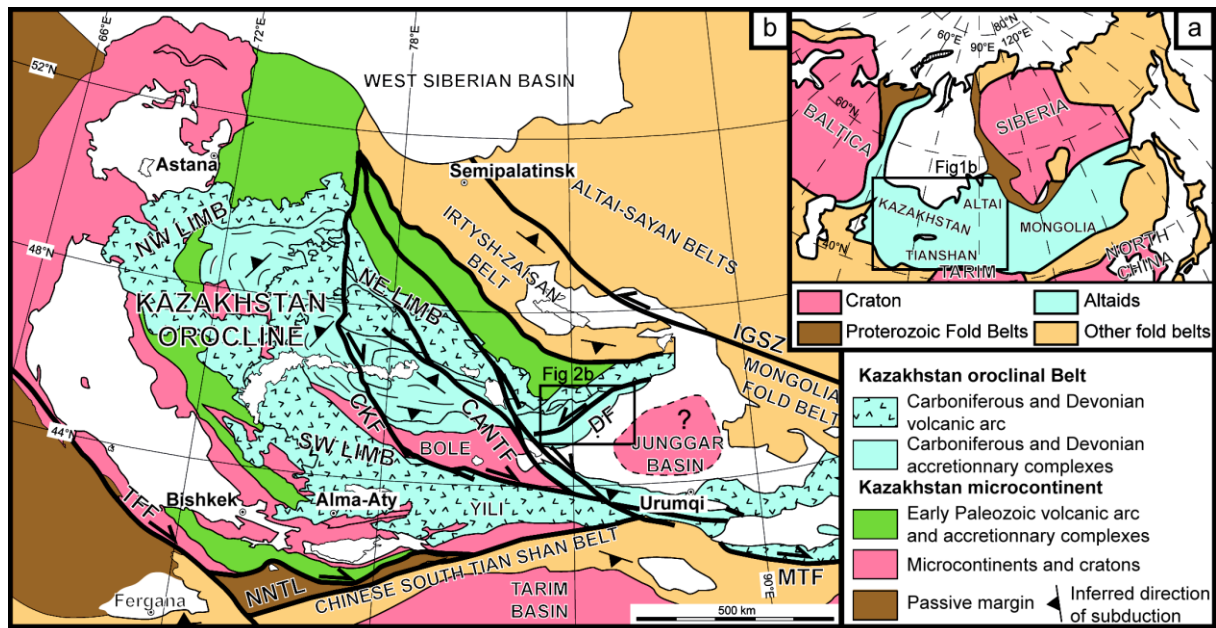 b
66°E
72°E
78°E
52°N
WEST SIBERIAN BASIN
Astana
Semipalatinsk
ALTAI-SAYAN BELTS
IRTYSH-ZAISAN
BELT
NW LIMB
48°N
NE LIMB
KAZAKHSTAN
OROCLINE
IGSZ
MONGOLIA
FOLD BELT
Fig 2b
DF
?
JUNGGAR
BASIN
CKF
CANTF
BOLE
44°N
SW LIMB
TFF
Bishkek
Alma-Aty
YILI
Urumqi
NNTL
CHINESE SOUTH TIAN SHAN BELT
MTF
90°E
Fergana
TARIM
BASIN
500 km
a
60°E
90°E
120°E
80°N
60°N
BALTICA
SIBERIA
Fig1b
KAZAKHSTAN
ALTAI
MONGOLIA
TIANSHAN
40°N
TARIM
NORTH
CHINA
Craton
Altaids
Proterozoic Fold Belts
Other fold belts
Kazakhstan oroclinal Belt
Carboniferous and Devonian
volcanic arc
Carboniferous and Devonian
accretionnary complexes
Kazakhstan microcontinent
Early Paleozoic volcanic arc
and accretionnary complexes
Microcontinents and cratons
Passive margin
Inferred direction
of subduction